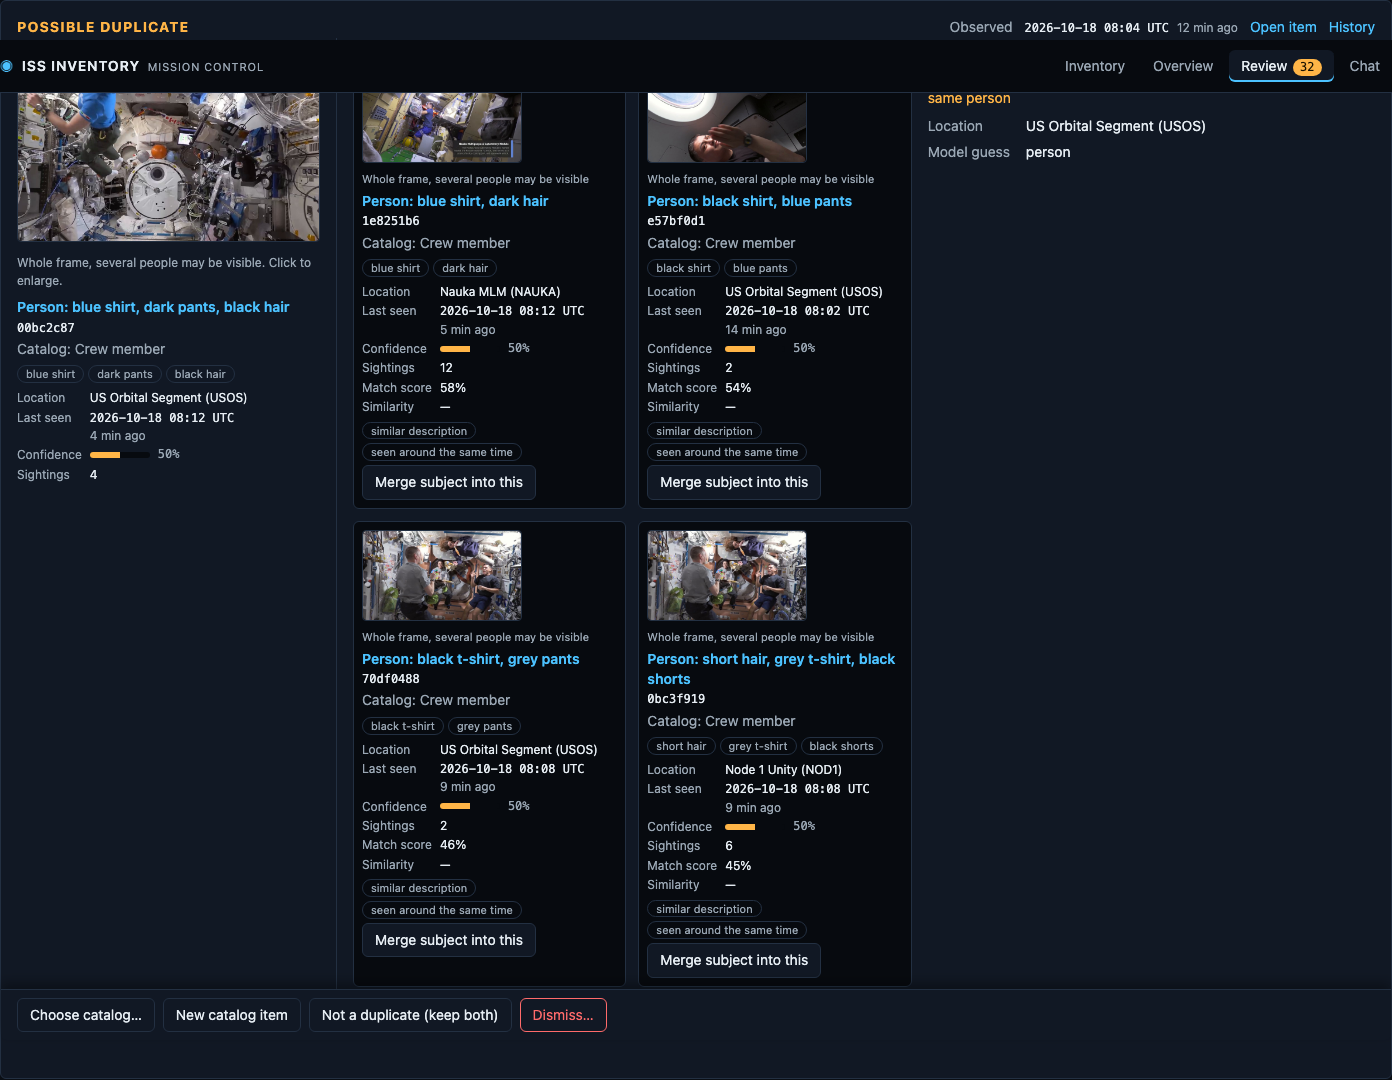 POSSIBLE DUPLICATE
Observed 2026-10-18 08:04 UTC 12 min ago Open item History
ISS INVENTORY MISSION CONTROL
Inventory Overview Review 32 Chat
Whole frame, several people may be visible. Click to
enlarge.
Person: blue shirt, dark pants, black hair
00bc2c87
Catalog: Crew member
blue shirt dark pants black hair
Location US Orbital Segment (USOS)
Last seen 2026-10-18 08:12 UTC
4 min ago
Confidence 50%
Sightings 4
Whole frame, several people may be visible
Person: blue shirt, dark hair
1e8251b6
Catalog: Crew member
blue shirt dark hair
Location Nauka MLM (NAUKA)
Last seen 2026-10-18 08:12 UTC
5 min ago
Confidence 50%
Sightings 12
Match score 58%
Similarity —
similar description
seen around the same time
Merge subject into this
Whole frame, several people may be visible
Person: black shirt, blue pants
e57bf0d1
Catalog: Crew member
black shirt blue pants
Location US Orbital Segment (USOS)
Last seen 2026-10-18 08:02 UTC
14 min ago
Confidence 50%
Sightings 2
Match score 54%
Similarity —
similar description
seen around the same time
Merge subject into this
Whole frame, several people may be visible
Person: black t-shirt, grey pants
70df0488
Catalog: Crew member
black t-shirt grey pants
Location US Orbital Segment (USOS)
Last seen 2026-10-18 08:08 UTC
9 min ago
Confidence 50%
Sightings 2
Match score 46%
Similarity —
similar description
seen around the same time
Merge subject into this
Whole frame, several people may be visible
Person: short hair, grey t-shirt, black
shorts
0bc3f919
Catalog: Crew member
short hair grey t-shirt black shorts
Location Node 1 Unity (NOD1)
Last seen 2026-10-18 08:08 UTC
9 min ago
Confidence 50%
Sightings 6
Match score 45%
Similarity —
similar description
seen around the same time
Merge subject into this
same person
Location US Orbital Segment (USOS)
Model guess person
Choose catalog... New catalog item Not a duplicate (keep both) Dismiss...